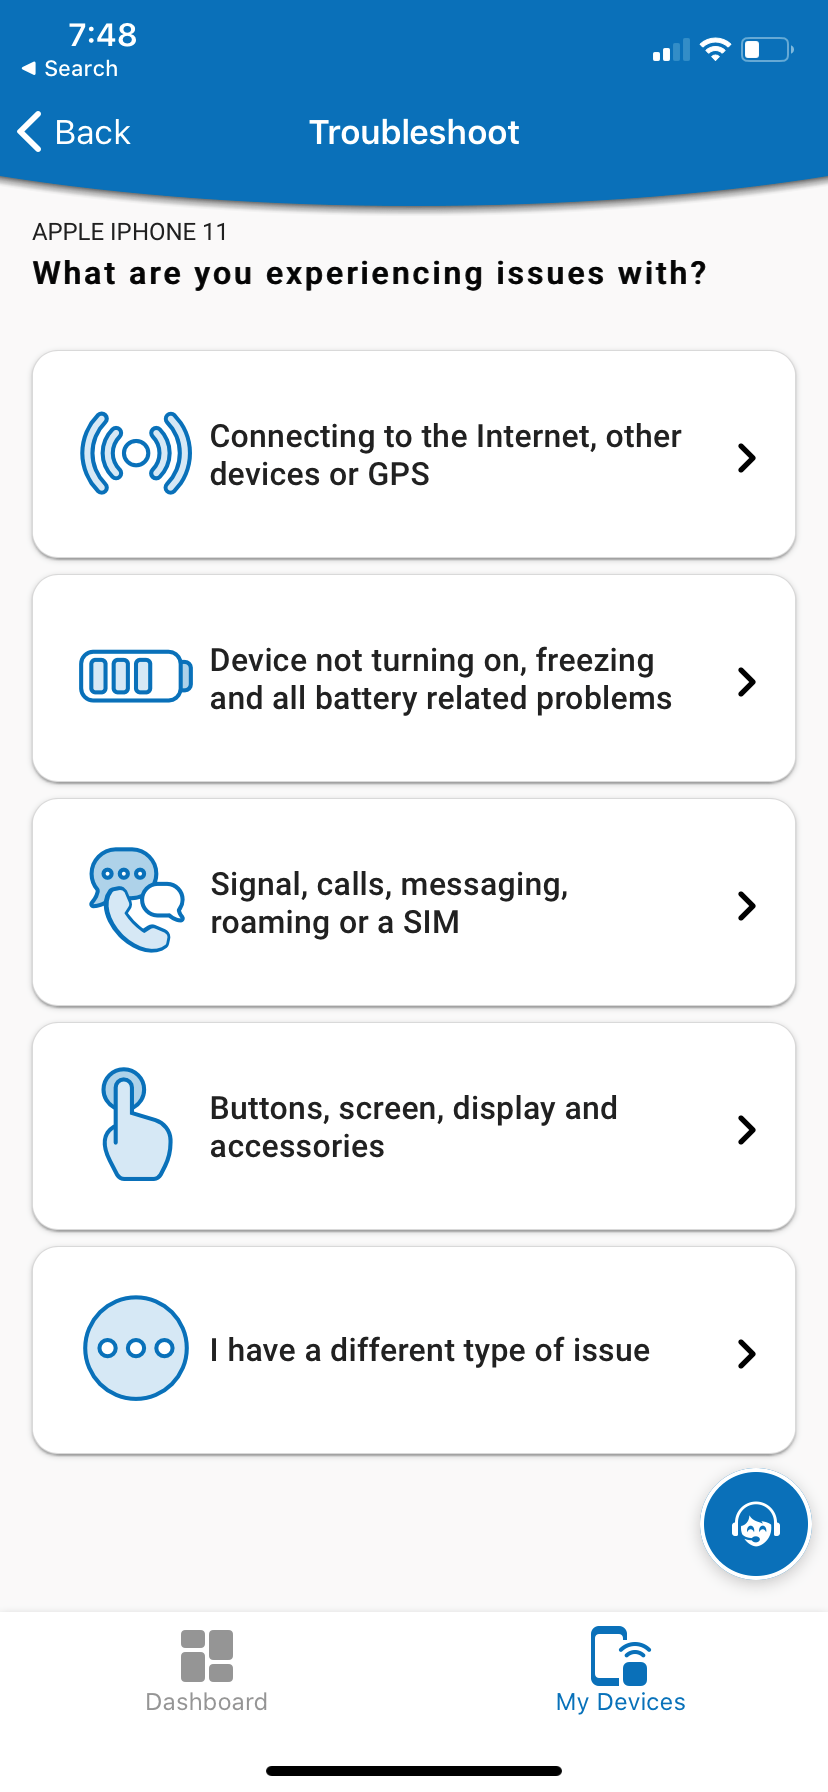 7:48
◀ Search
Back
Troubleshoot
APPLE IPHONE 11
What are you experiencing issues with?
Connecting to the Internet, other
devices or GPS
Device not turning on, freezing
and all battery related problems
Signal, calls, messaging,
roaming or a SIM
Buttons, screen, display and
accessories
I have a different type of issue
Dashboard
My Devices